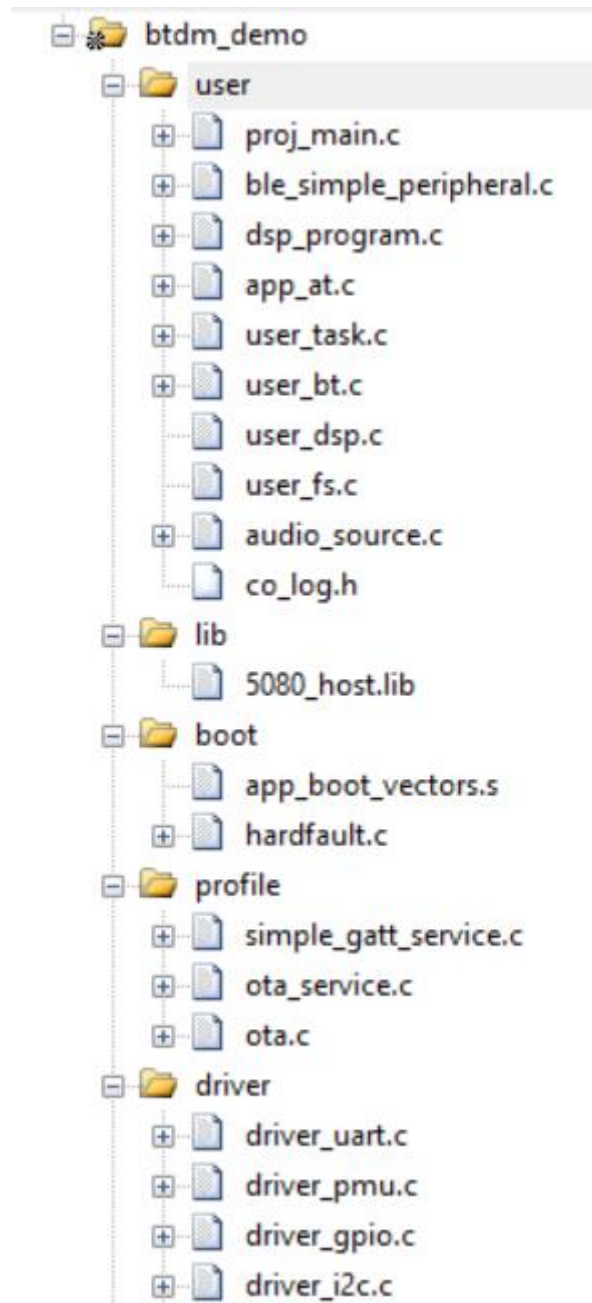 btdm_demo
user
proj_main.c
ble_simple_peripheral.c
dsp_program.c
app_at.c
user_task.c
user_bt.c
user_dsp.c
user_fs.c
audio_source.c
co_log.h
lib
5080_host.lib
boot
app_boot_vectors.s
hardfault.c
profile
simple_gatt_service.c
ota_service.c
ota.c
driver
driver_uart.c
driver_pmu.c
driver_gpio.c
driver_i2c.c